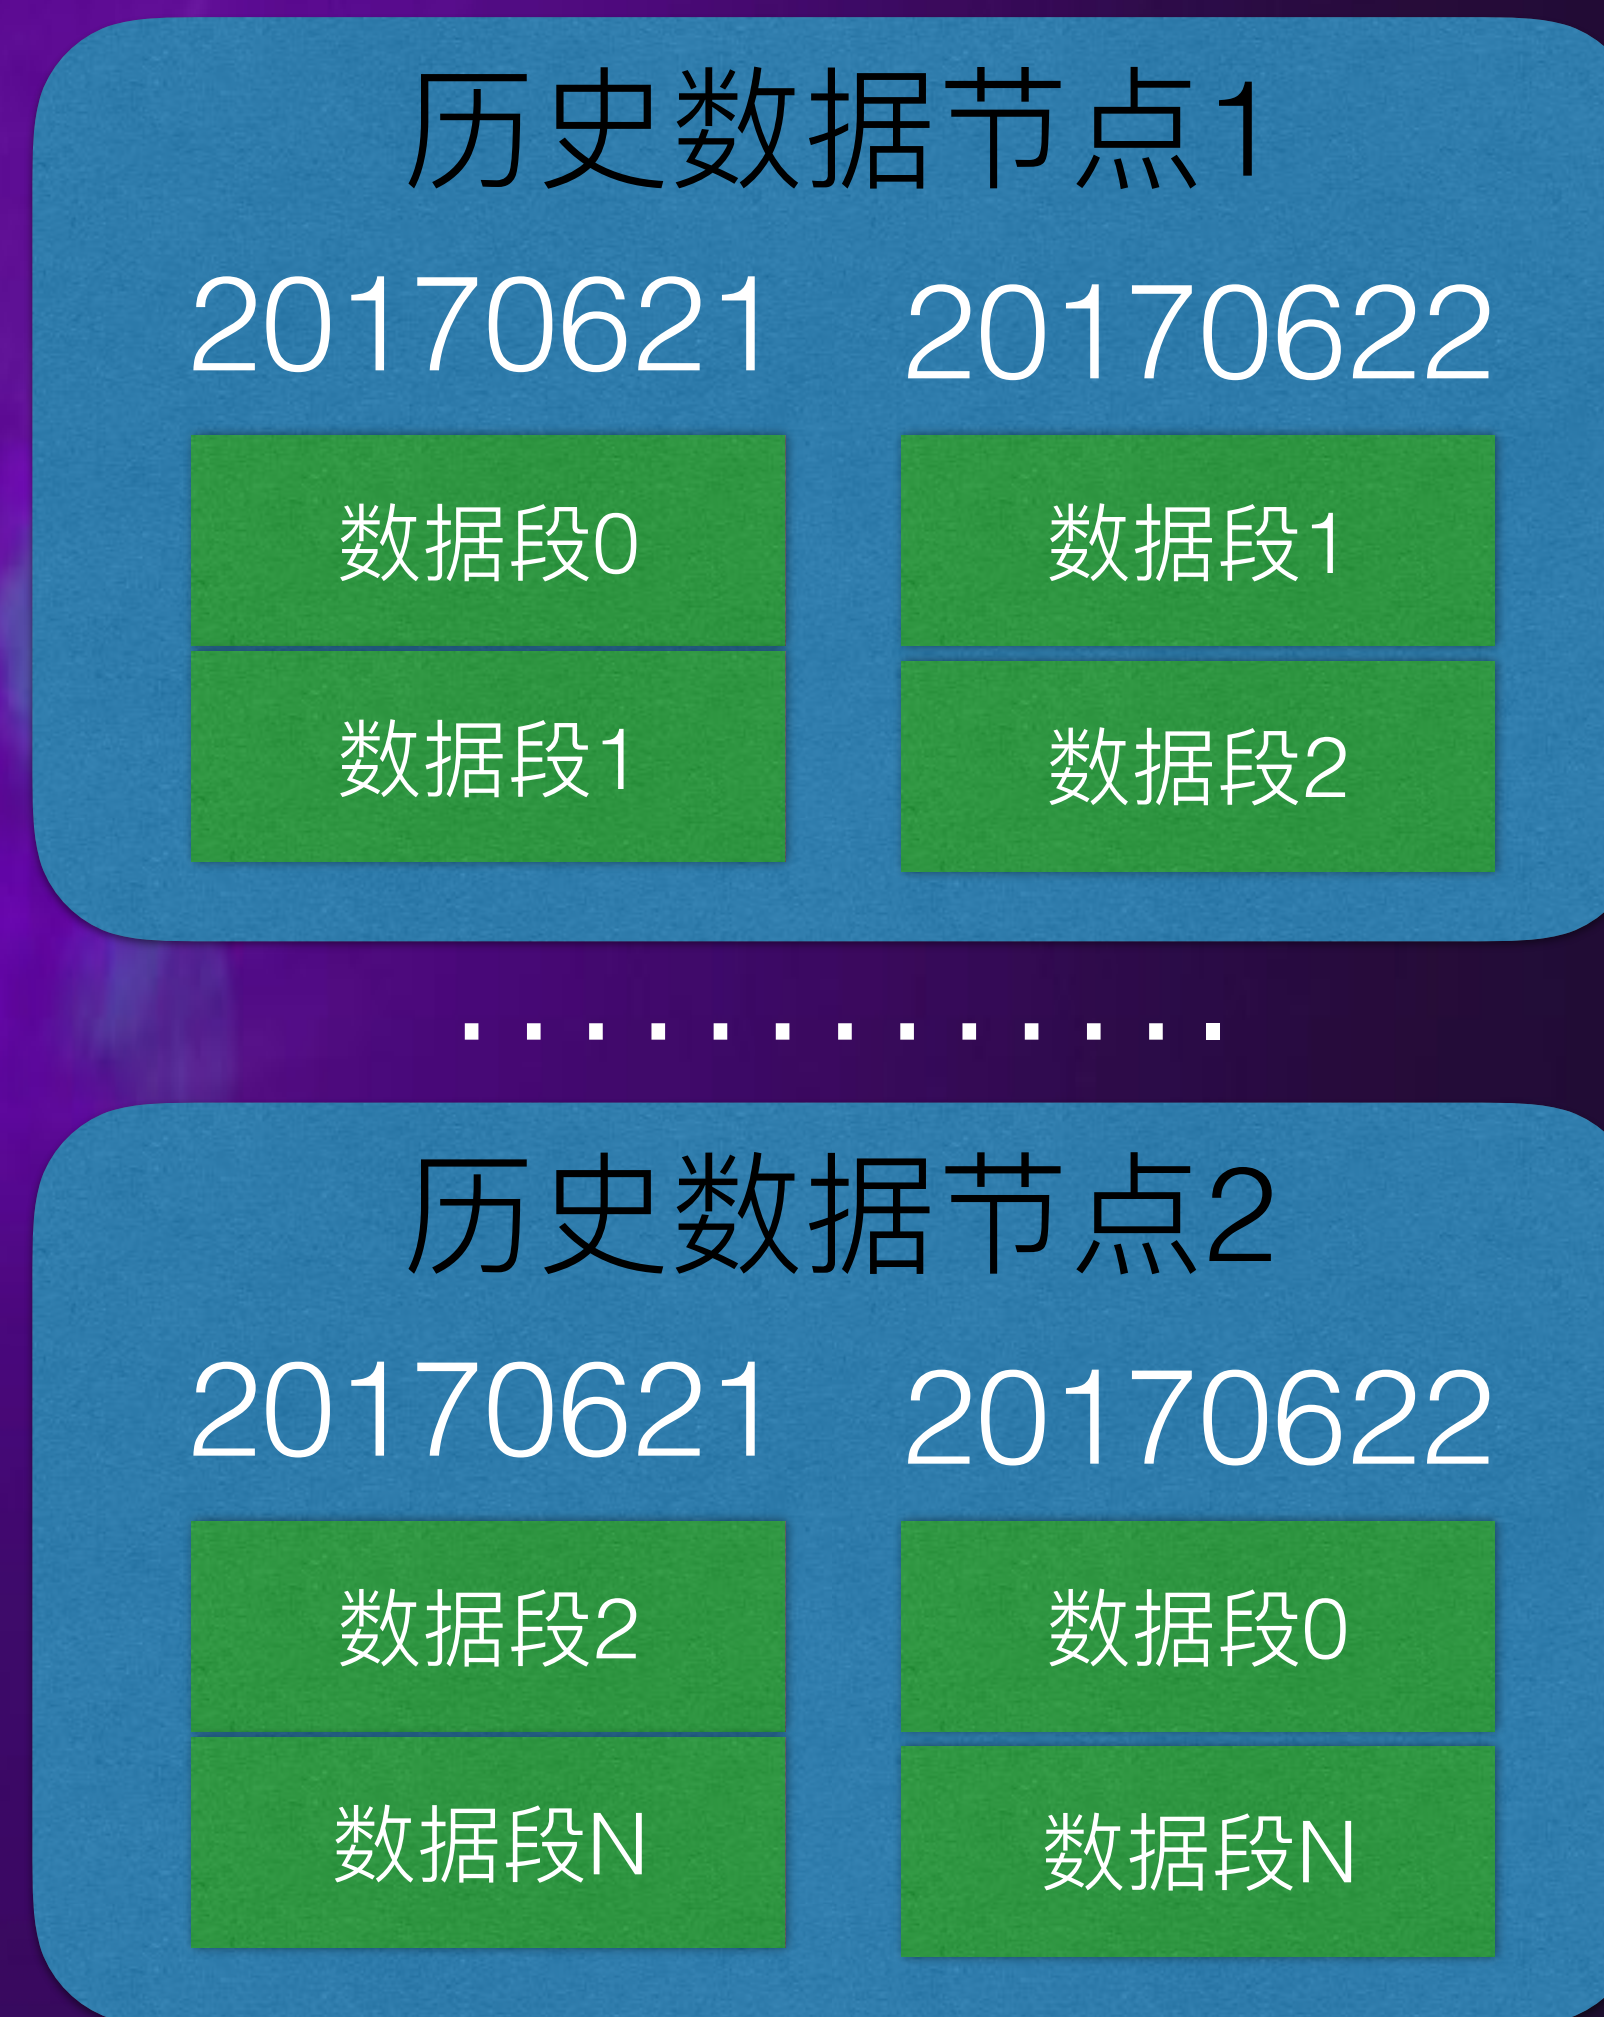 历史数据节点1
20170621 20170622
数据段0 数据段1
数据段1 数据段2
.............
历史数据节点2
20170621 20170622
数据段2 数据段0
数据段N 数据段N